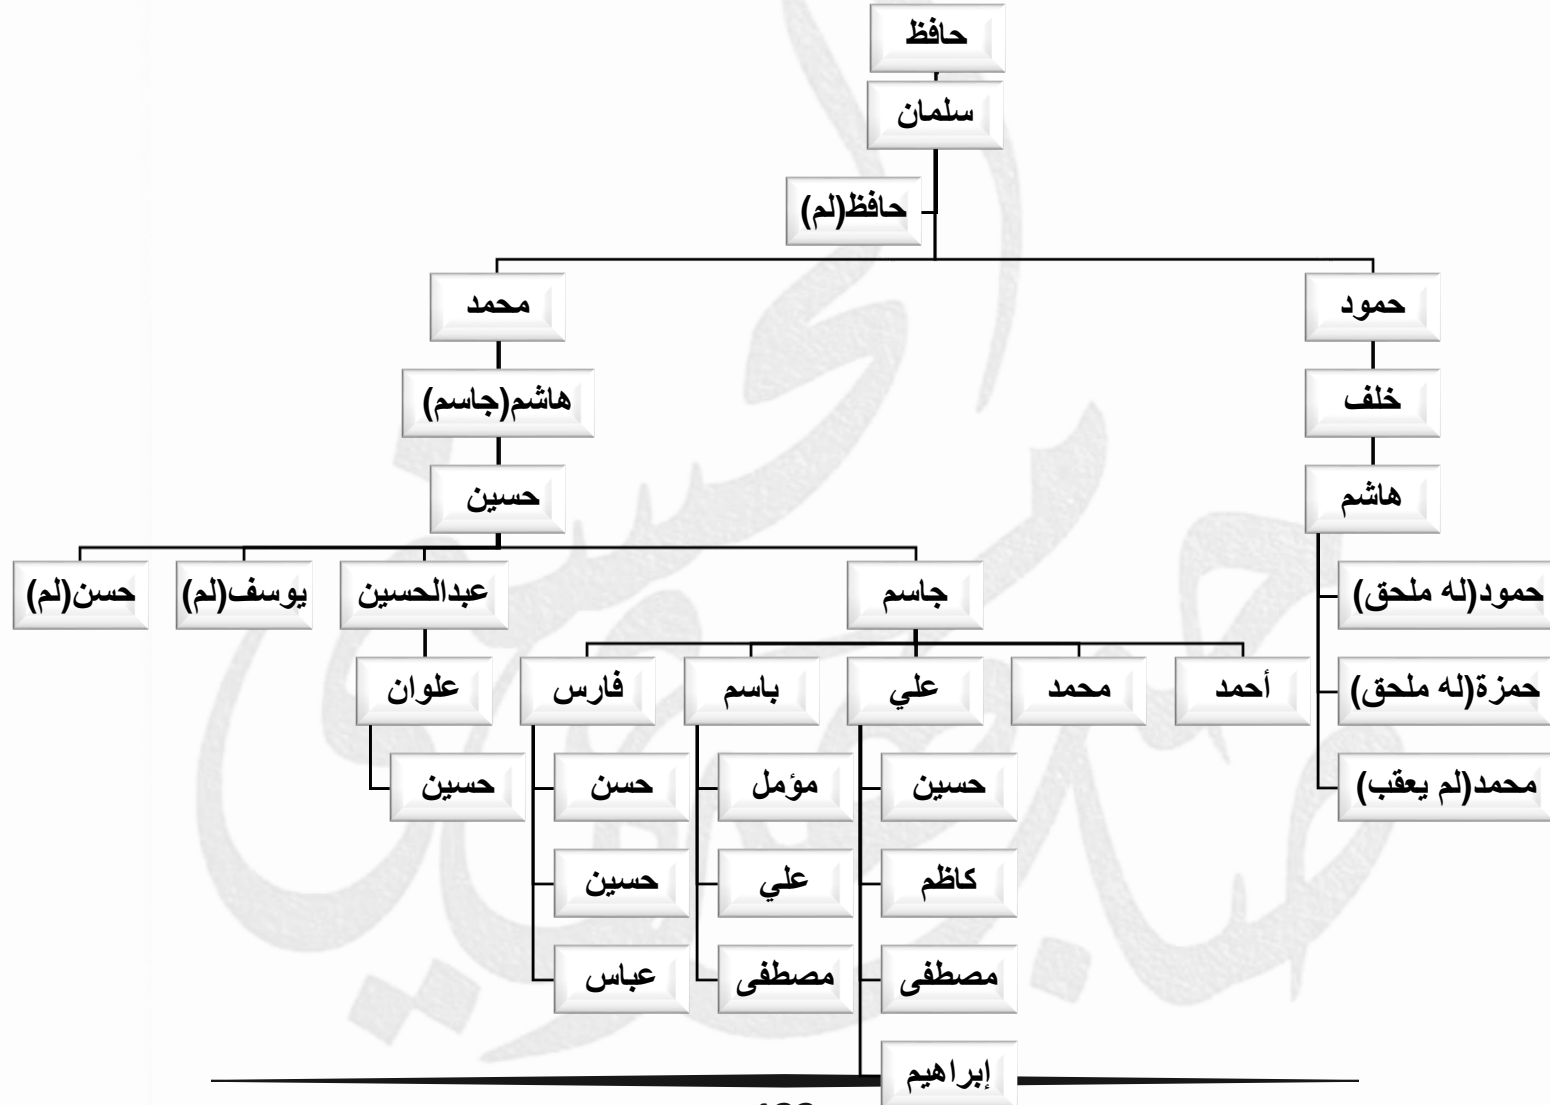 حافظ
سلمان
حافظ(لم)
حمود
محمد
خلف
هاشم(جاسم)
هاشم
حسين
حمود(له ملحق)
جاسم
عبدالحسين
يوسف(لم)
حسن(لم)
حمزة(له ملحق)
أحمد
محمد
علي
باسم
فارس
علوان
محمد(لم يعقب)
حسين
مؤمل
حسن
حسين
كاظم
علي
حسين
مصطفى
مصطفى
عباس
إبراهيم